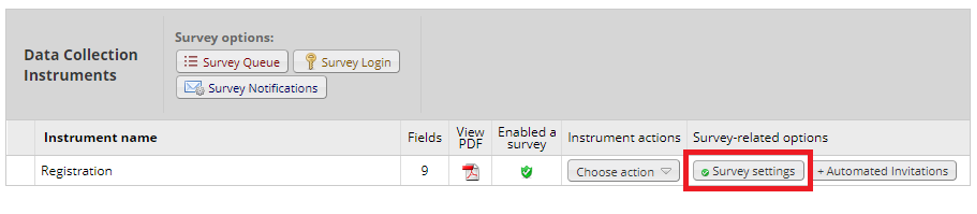 Data Collection
Instruments
Survey options:
Survey Queue
Survey Login
Survey Notifications
Instrument name
Fields
View
PDF
Enabled a
survey
Instrument actions
Survey-related options
Registration
9
Choose action
Survey settings
+ Automated Invitations